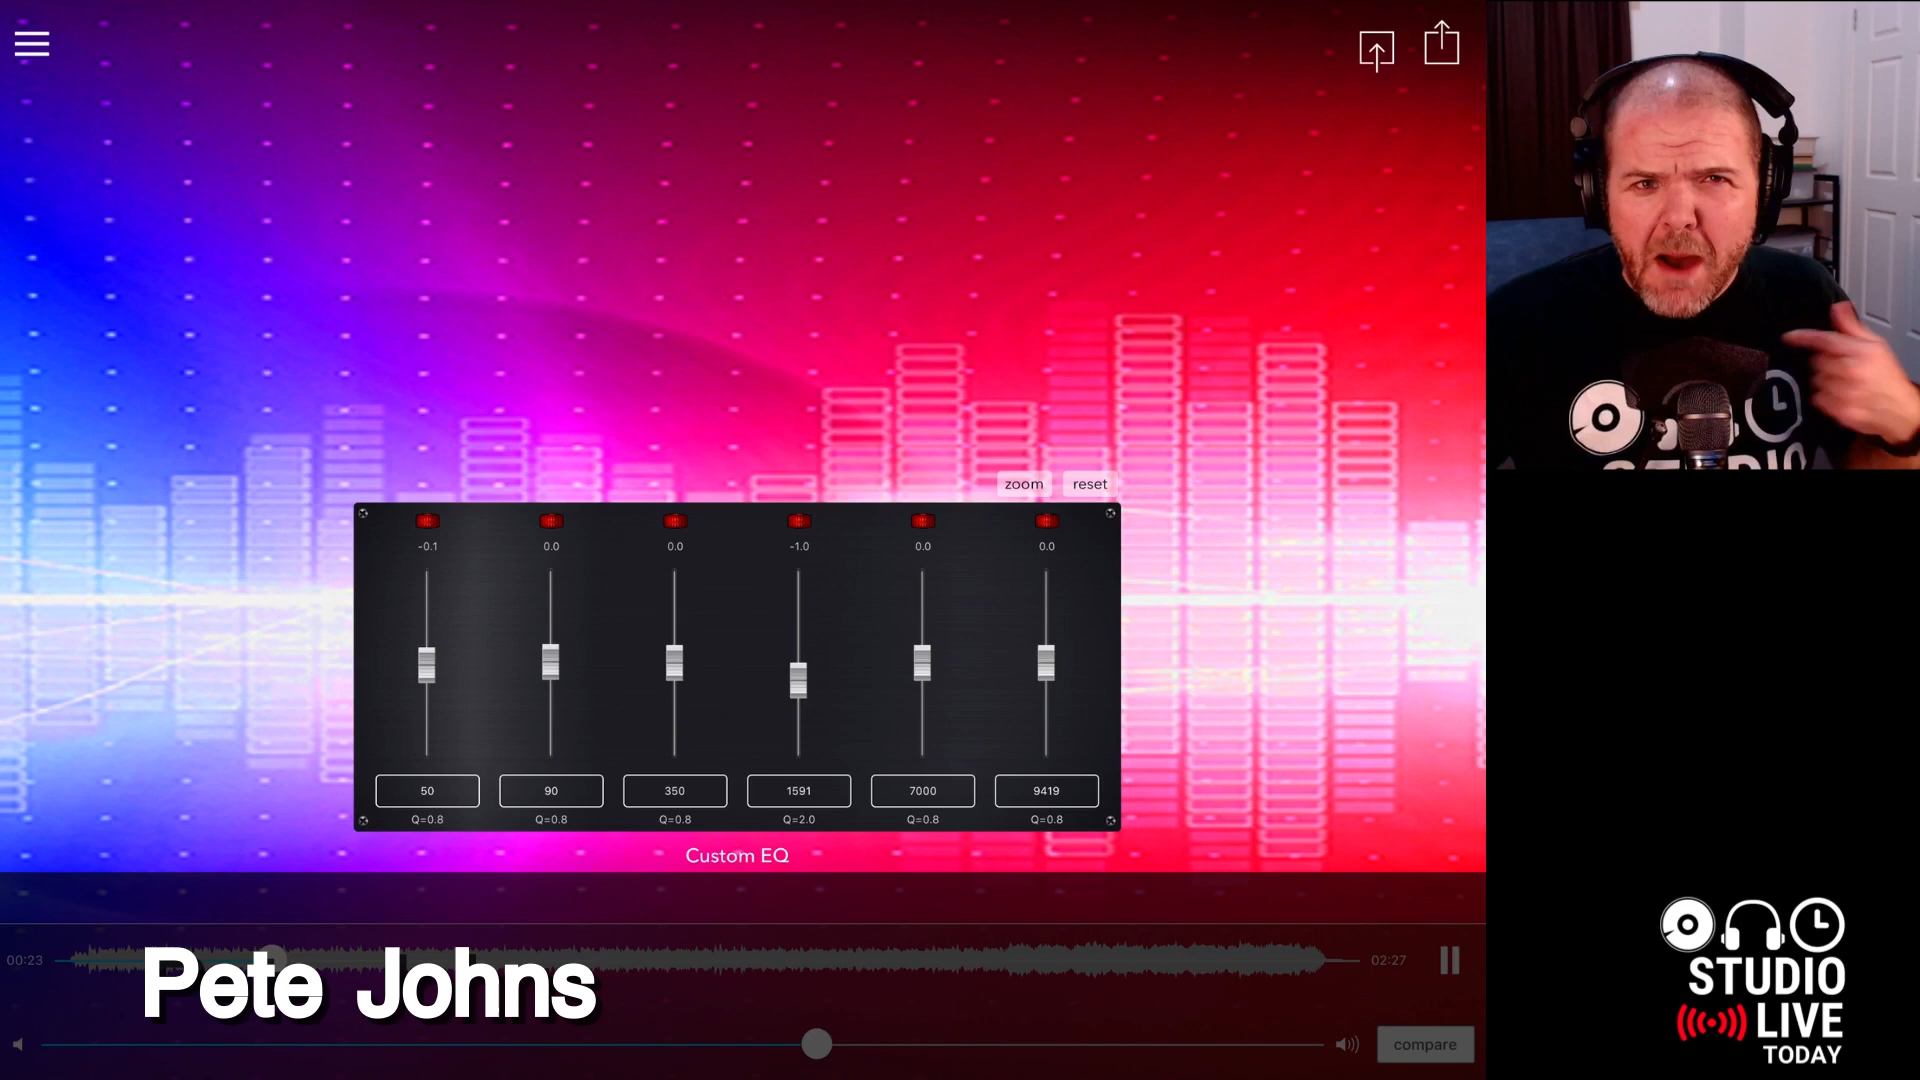 zoom reset
-0.1 0.0 0.0 -1.0 0.0 0.0
50 90 350 1591 7000 9419
Q=0.8 Q=0.8 Q=0.8 Q=2.0 Q=0.8 Q=0.8
Custom EQ
00:23 02:27
Pete Johns
compare
STUDIO
LIVE
TODAY